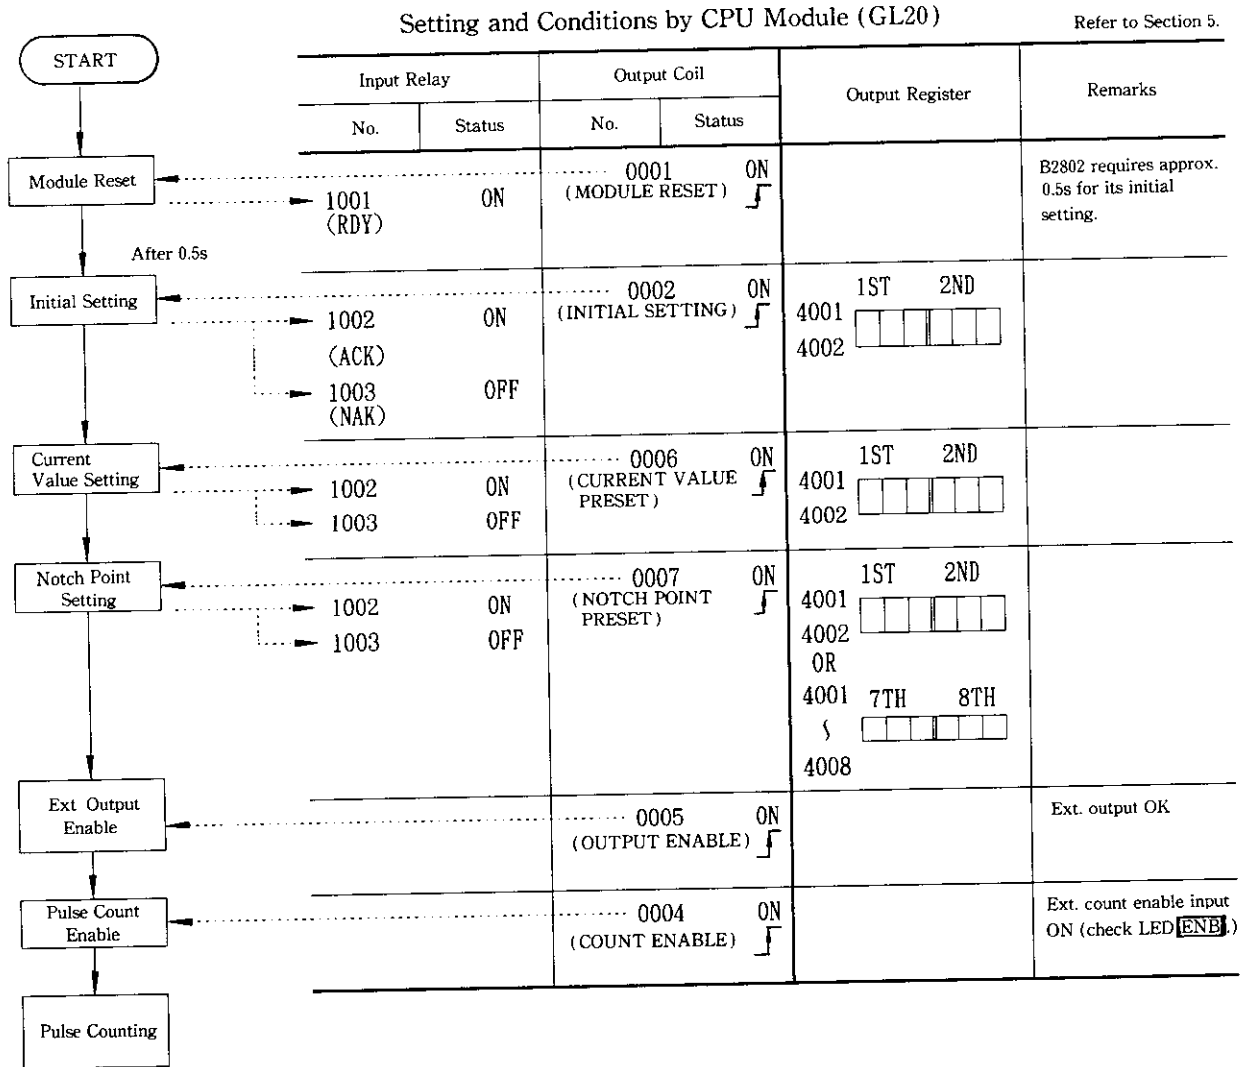 Setting and Conditions by CPU Module (GL20)
Refer to Section 5.
START
Input Relay
Output Coil
Output Register
Remarks
No.
Status
No.
Status
Module Reset
0001 ON
(MODULE RESET)
1001 ON
(RDY)
B2802 requires approx.
0.5s for its initial
setting.
After 0.5s
Initial Setting
0002 ON
(INITIAL SETTING)
1002 ON
(ACK)
1003 OFF
(NAK)
1ST 2ND
4001
4002
Current
Value Setting
0006 ON
(CURRENT VALUE
PRESET)
1002 ON
1003 OFF
1ST 2ND
4001
4002
Notch Point
Setting
0007 ON
(NOTCH POINT
PRESET)
1002 ON
1003 OFF
1ST 2ND
4001
4002
OR
4001 7TH 8TH
∫
4008
Ext Output
Enable
0005 ON
(OUTPUT ENABLE)
Ext. output OK
Pulse Count
Enable
0004 ON
(COUNT ENABLE)
Ext. count enable input
ON (check LED ENB.)
Pulse Counting